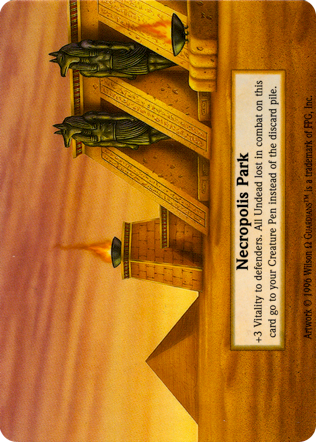 Necropolis Park
+3 Vitality to defenders. All Undead lost in combat on this
card go to your Creature Pen instead of the discard pile.
Artwork © 1996 Wilson Ω GUARDIANS™ is a trademark of FPG, Inc.